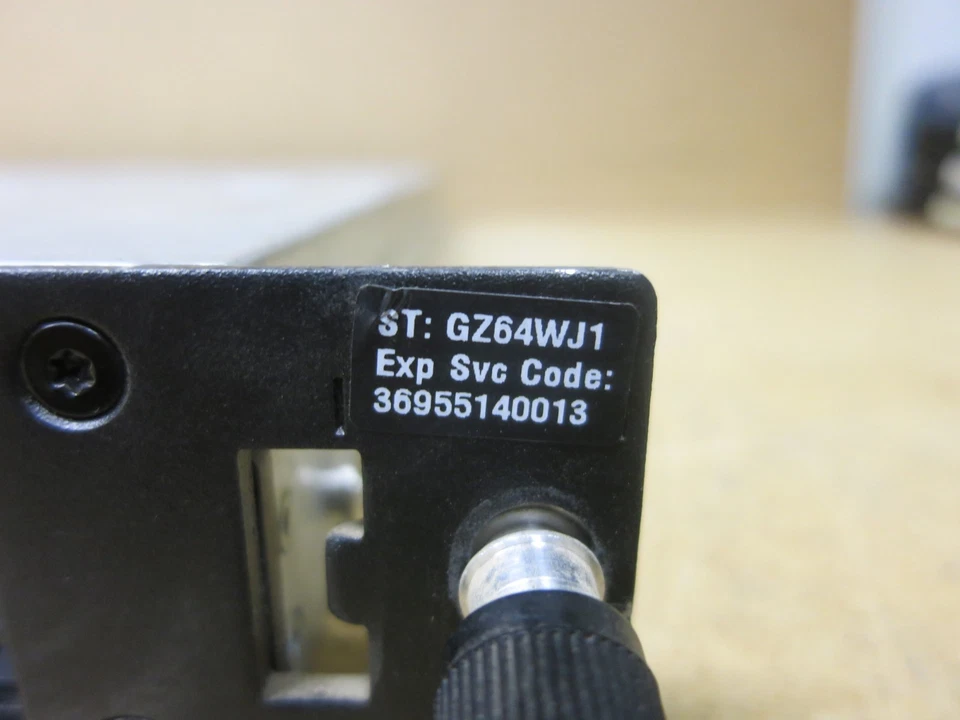 ST: GZ64WJ1
Exp Svc Code:
36955140013